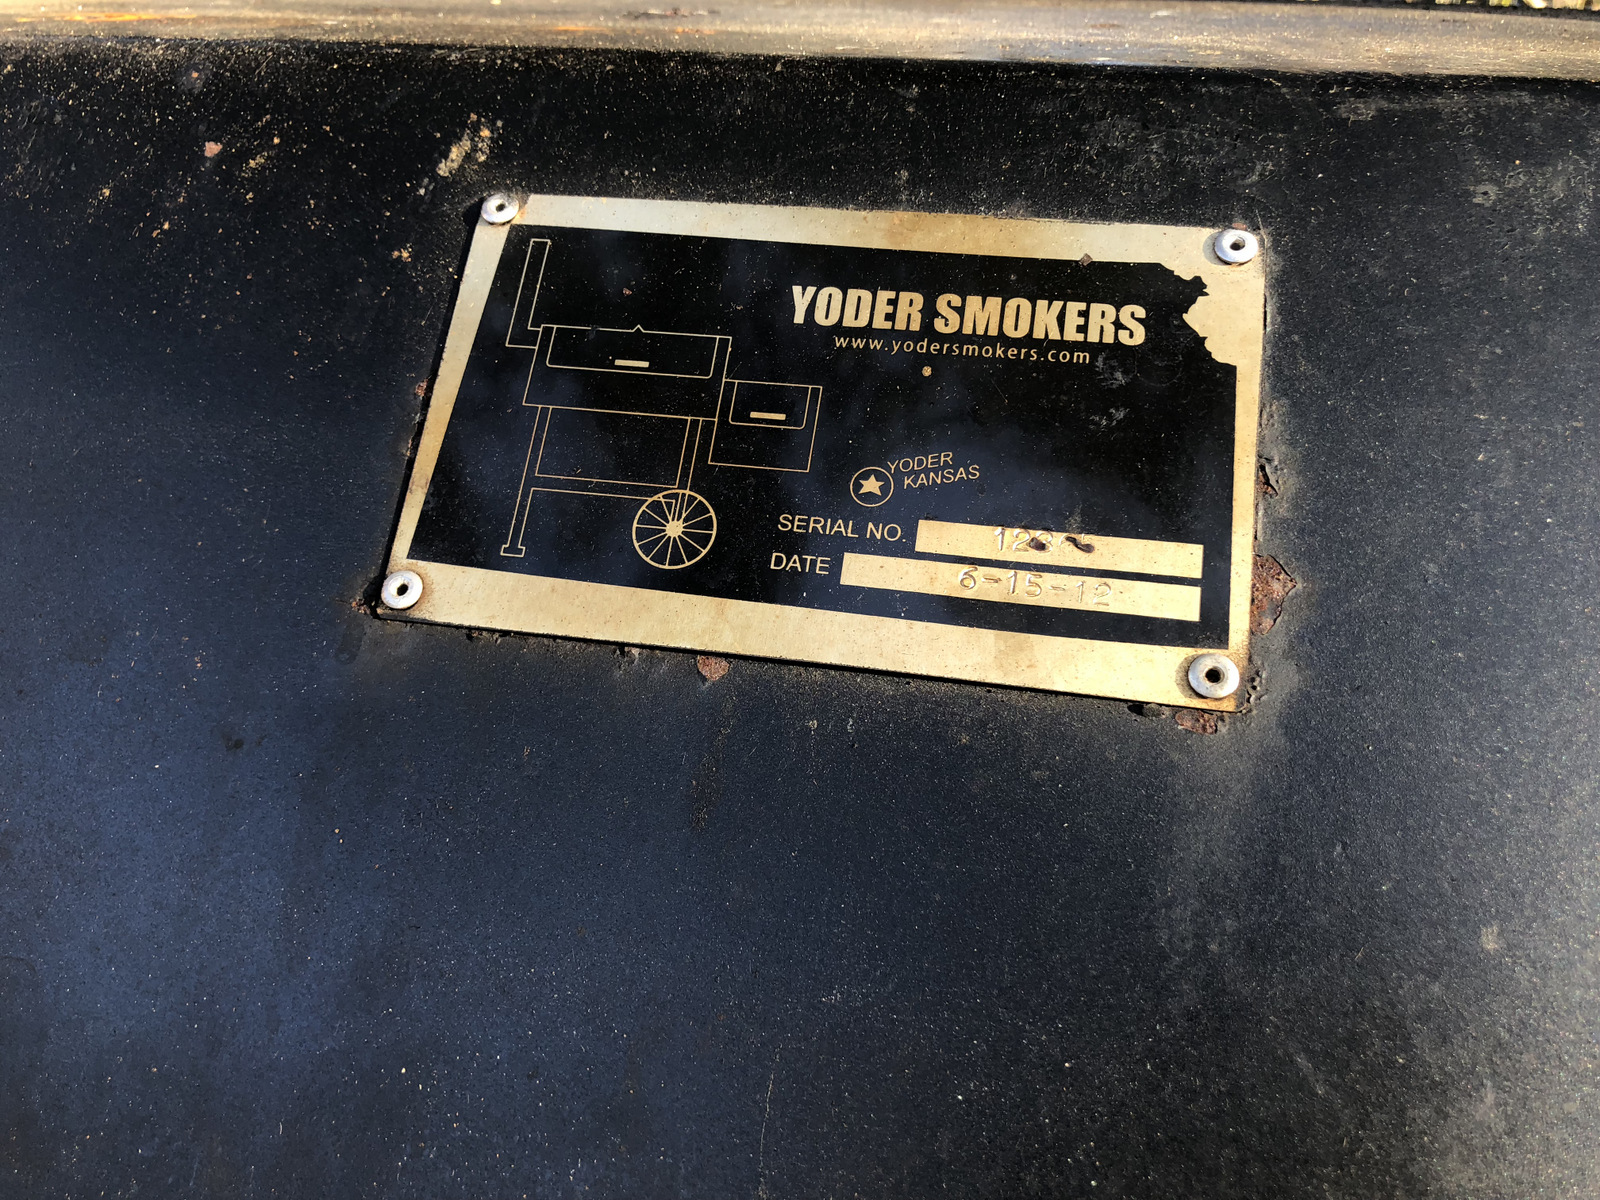 YODER SMOKERS
www.yodersmokers.com
YODER
KANSAS
SERIAL NO.
DATE 6-15-12